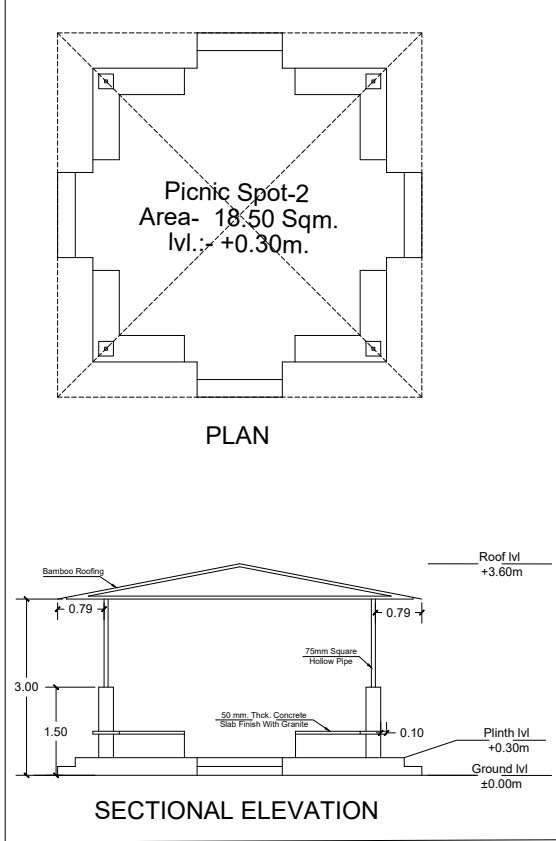 Picnic Spot-2
Area- 18.50 Sqm.
lvl.:- +0.30m.
PLAN
Roof lvl
+3.60m
Bamboo Roofing
0.79
0.79
75mm Square
Hollow Pipe
3.00
1.50
50 mm. Thck. Concrete
Slab Finish With Granite
0.10
Plinth lvl
+0.30m
Ground lvl
±0.00m
SECTIONAL ELEVATION